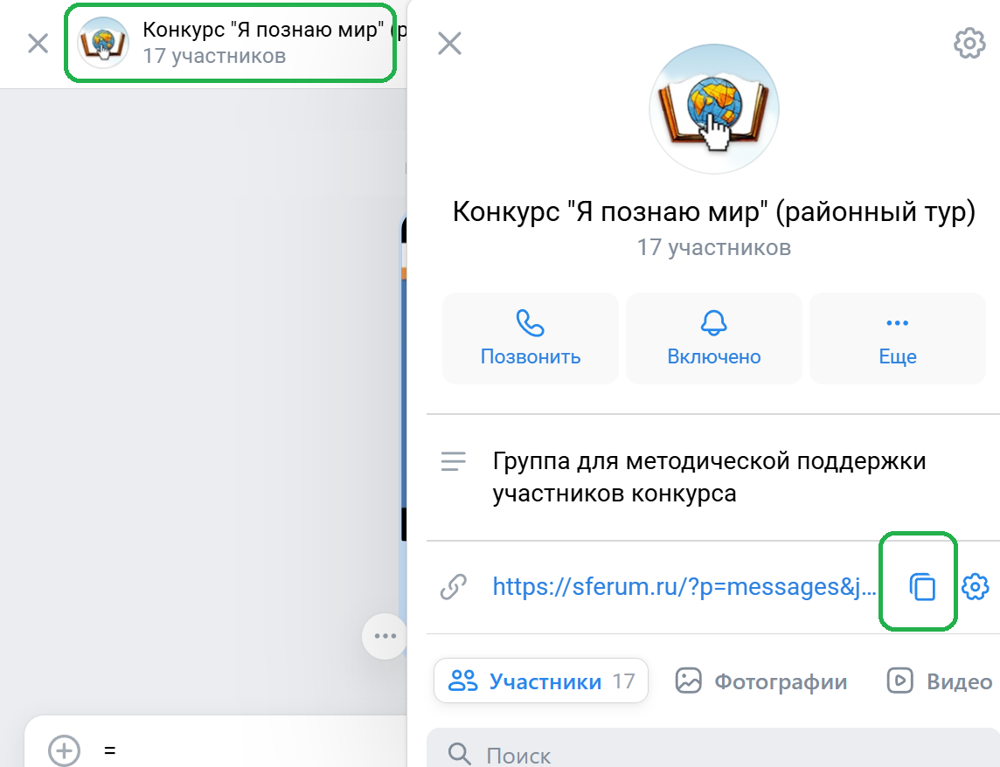 Конкурс "Я познаю мир" (р
17 участников
=
Конкурс "Я познаю мир" (районный тур)
17 участников
Позвонить
Включено
Еще
Группа для методической поддержки
участников конкурса
https://sferum.ru/?p=messages&j...
Участники 17
Фотографии
Видео
Поиск